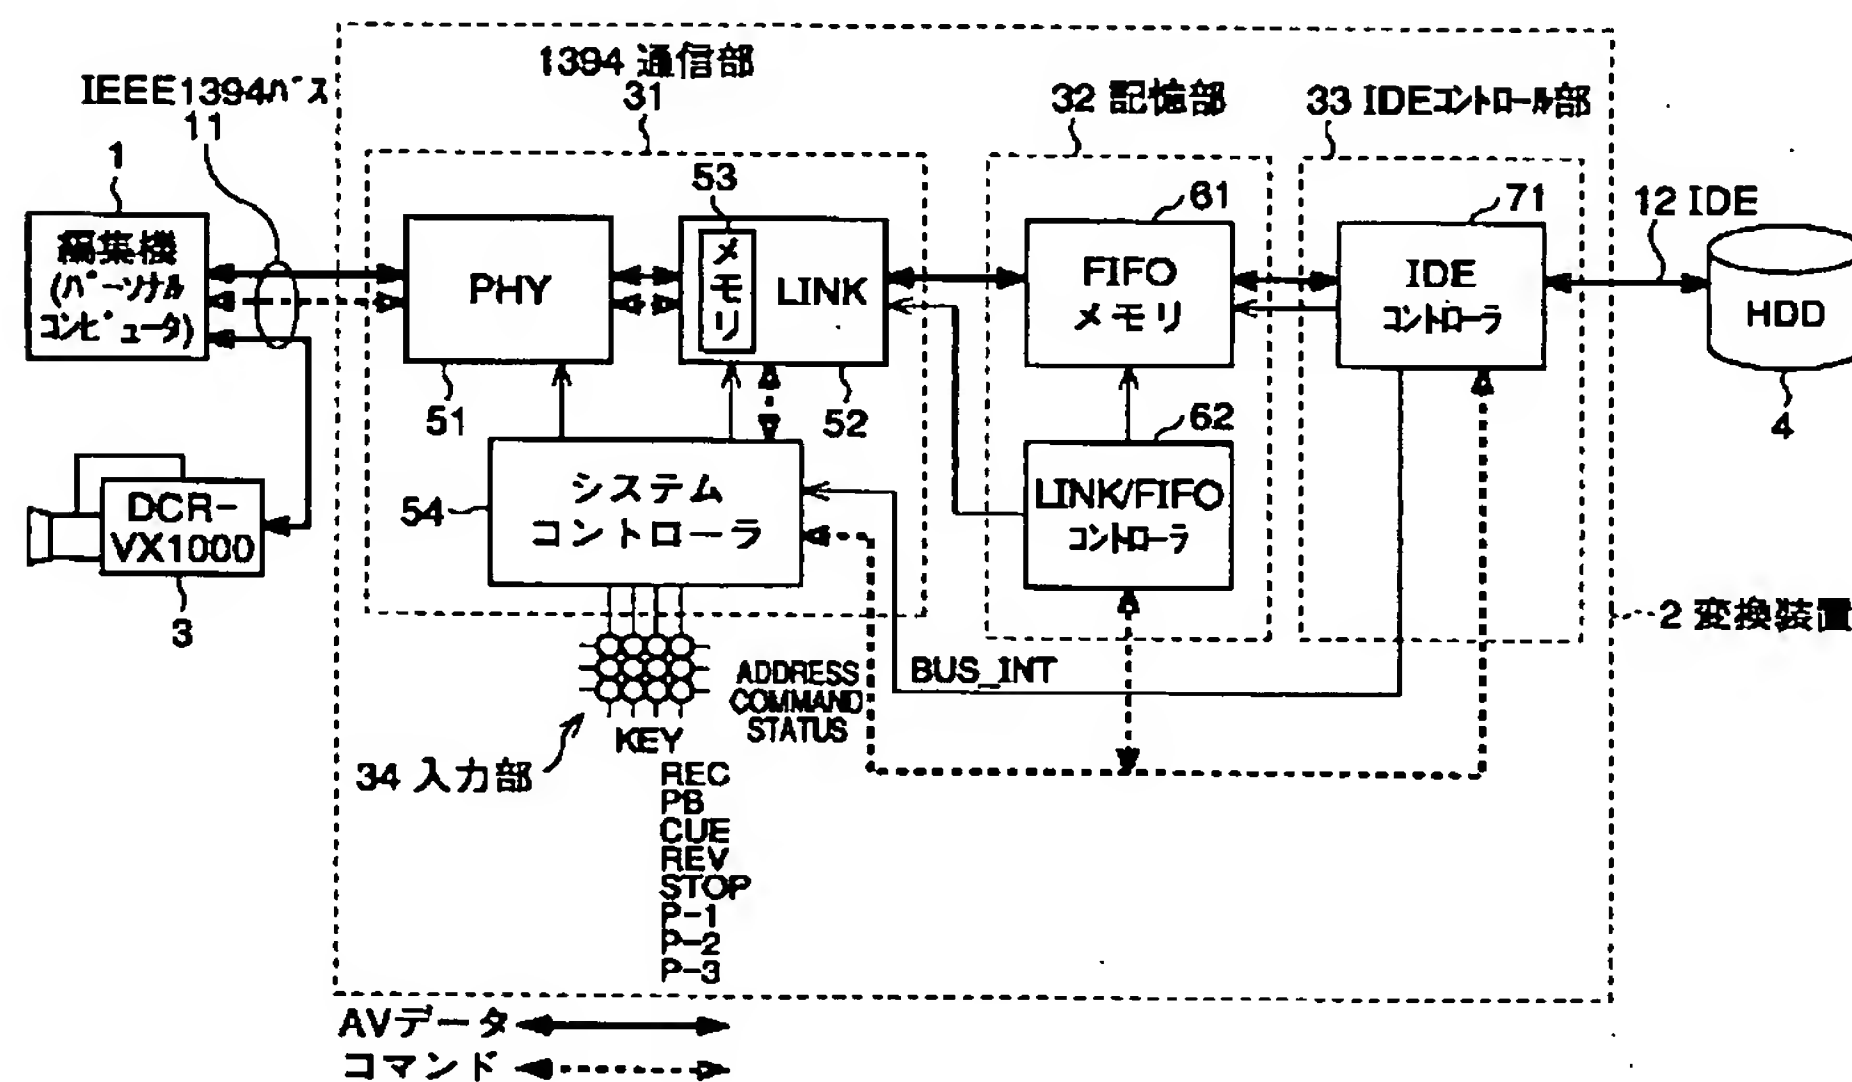 1394 通信部
31
IEEE1394バス
11
1
編集機
(パーソナル
コンピュータ)
PHY
51
53
メモリ
LINK
52
システム
コントローラ
54
DCR-
VX1000
3
32 記憶部
61
FIFO
メモリ
62
LINK/FIFO
コントローラ
33 IDEコントロール部
71
IDE
コントローラ
12 IDE
HDD
4
2 変換装置
BUS_INT
ADDRESS
COMMAND
STATUS
KEY
34 入力部
REC
PB
CUE
REV
STOP
P-1
P-2
P-3
AVデータ
コマンド